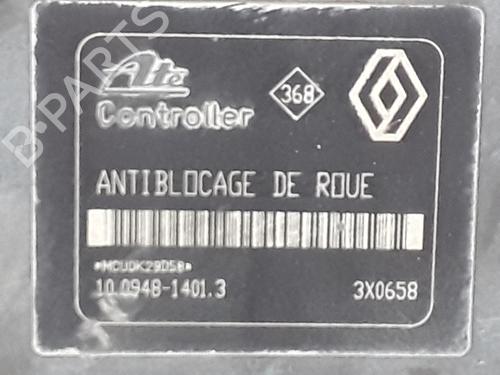 B-PARTS
Ate
368
Controller
ANTIBLOCAGE DE ROUE
*MCUDK29D58*
10.0948-1401.3 3X0658